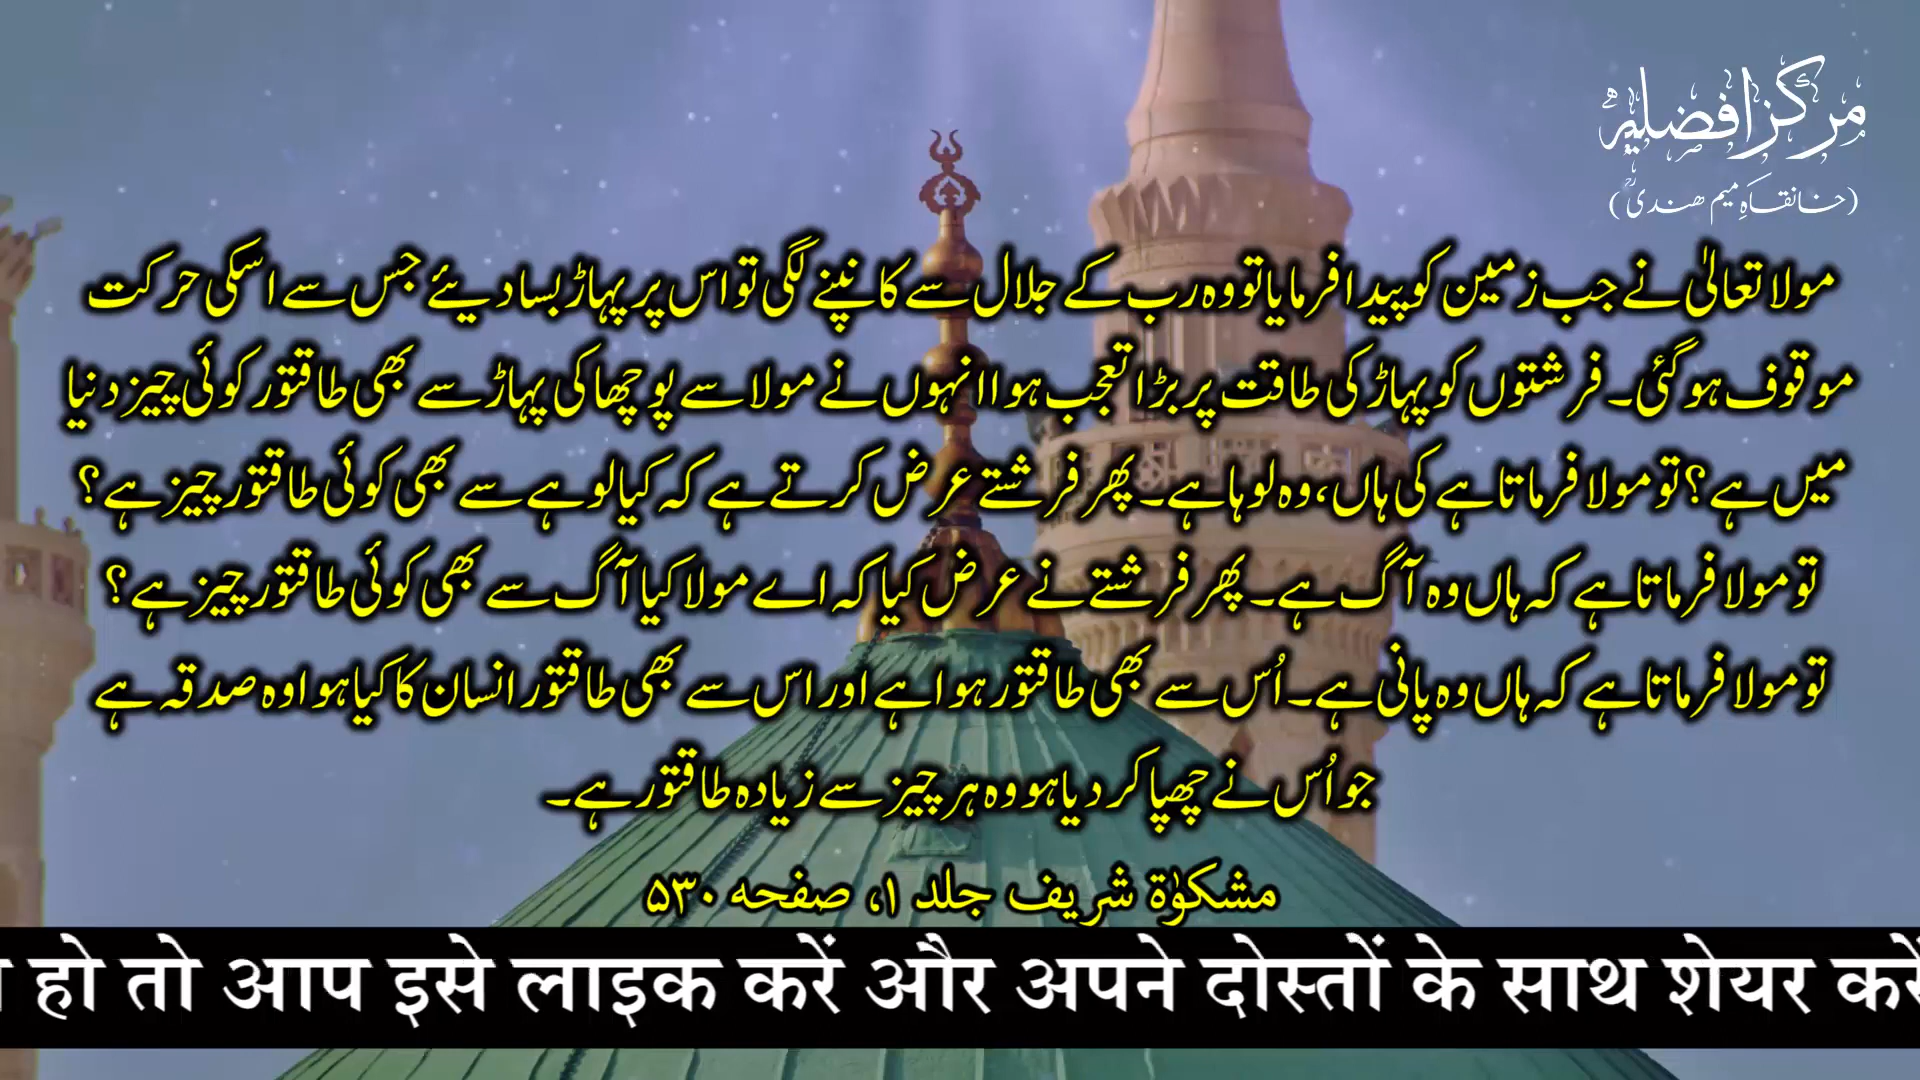 مرکز افضلیہ
(خانقاہِ میم ھندیؒ)
مولا تعالیٰ نے جب زمین کو پیدا فرمایا تو وہ رب کے جلال سے کانپنے لگی تو اس پر پہاڑ بسا دیئے جس سے اسکی حرکت
موقوف ہوگئی۔ فرشتوں کو پہاڑ کی طاقت پر بڑا تعجب ہوا انہوں نے مولا سے پوچھا کی پہاڑ سے بھی طاقتور کوئی چیز دنیا
میں ہے؟ تو مولا فرماتا ہے کی ہاں، وہ لوہا ہے۔ پھر فرشتے عرض کرتے ہے کہ کیا لوہے سے بھی کوئی طاقتور چیز ہے؟
تو مولا فرماتا ہے کہ ہاں وہ آگ ہے۔ پھر فرشتے نے عرض کیا کہ اے مولا کیا آگ سے بھی کوئی طاقتور چیز ہے؟
تو مولا فرماتا ہے کہ ہاں وہ پانی ہے۔ اُس سے بھی طاقتور ہوا ہے اور اس سے بھی طاقتور انسان کا کیا ہوا وہ صدقہ ہے
جو اُس نے چھپا کر دیا ہو وہ ہر چیز سے زیادہ طاقتور ہے۔
مشکوٰۃ شریف جلد ۱، صفحہ ۵۳۰
हो तो आप इसे लाइक करें और अपने दोस्तों के साथ शेयर करें